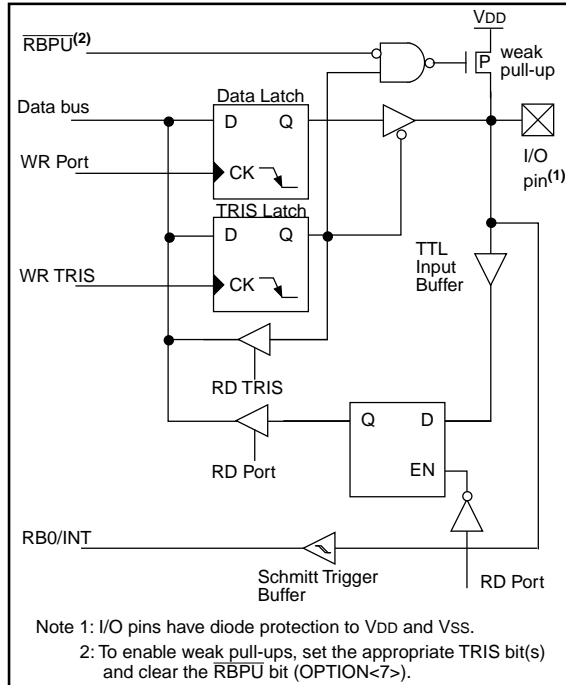 VDD
RBPU(2)
weak
pull-up
P
Data bus
Data Latch
D Q
I/O
pin(1)
WR Port
CK
TRIS Latch
D Q
TTL
Input
Buffer
WR TRIS
CK
RD TRIS
Q D
RD Port
EN
RB0/INT
Schmitt Trigger
Buffer
RD Port
Note 1: I/O pins have diode protection to VDD and VSS.
2: To enable weak pull-ups, set the appropriate TRIS bit(s)
and clear the RBPU bit (OPTION<7>).